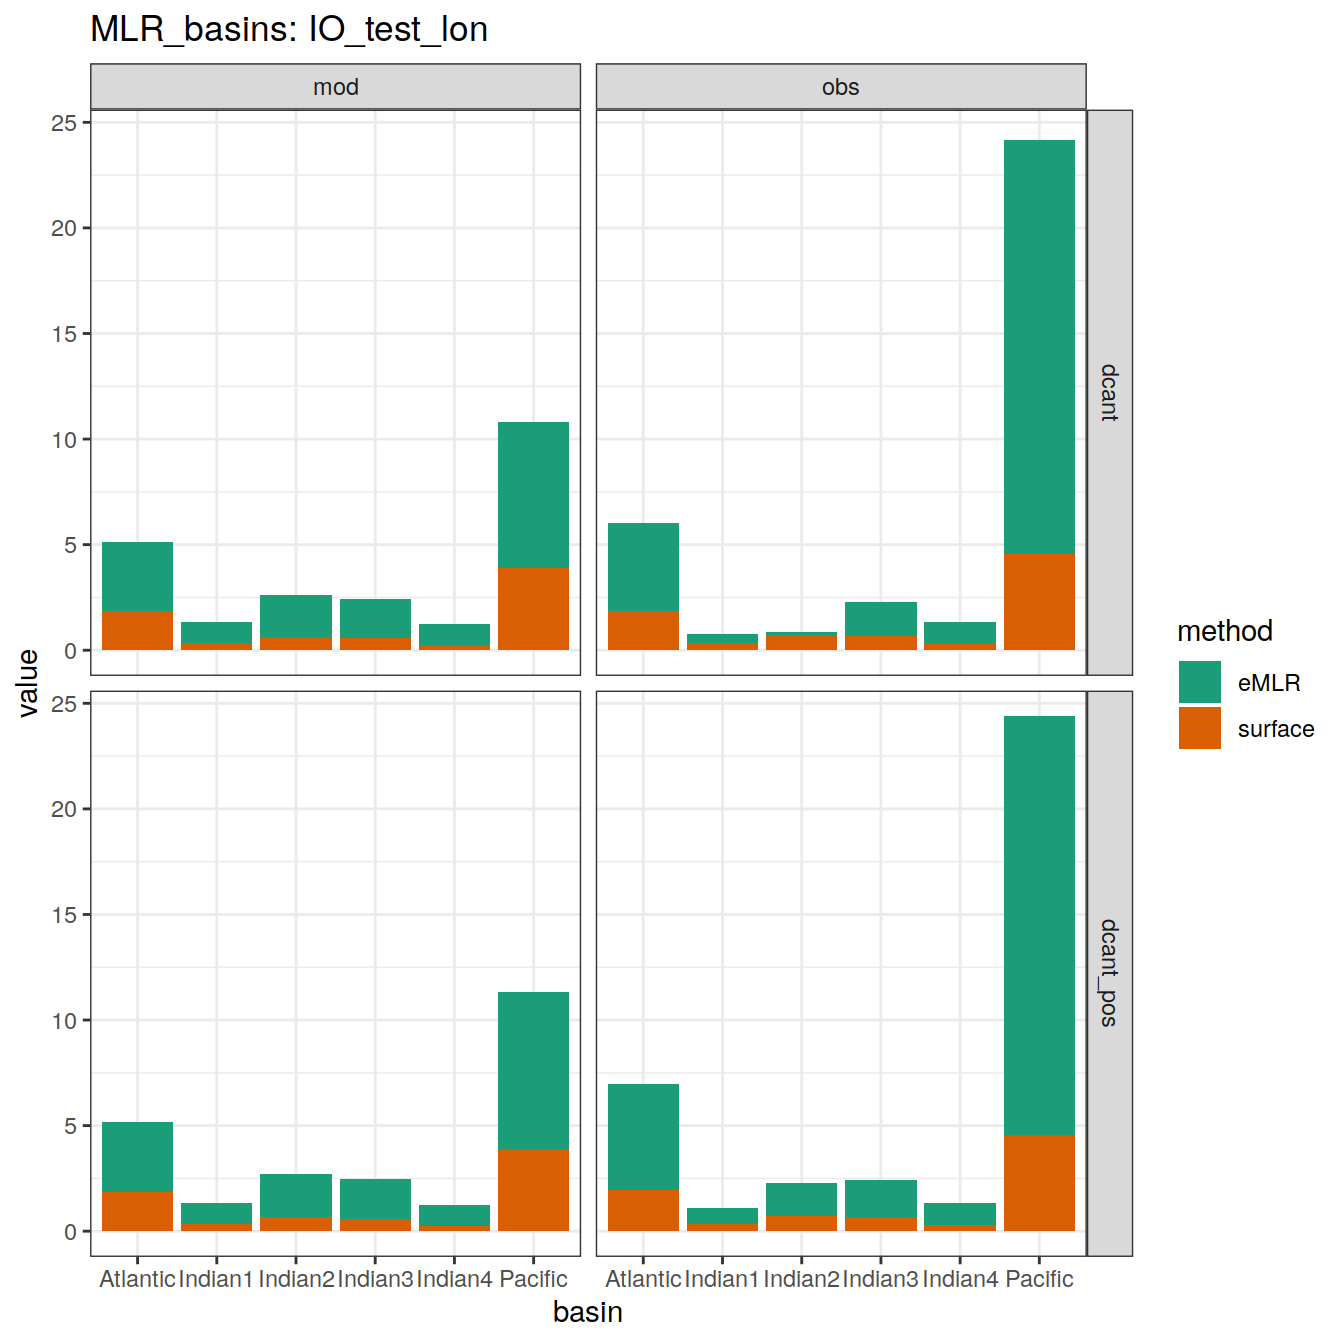 MLR_basins: IO_test_lon
mod
obs
25
20
15
10
5
0
dcant
25
20
15
10
5
0
dcant_pos
value
Atlantic Indian1 Indian2 Indian3 Indian4 Pacific
Atlantic Indian1 Indian2 Indian3 Indian4 Pacific
basin
method
eMLR
surface